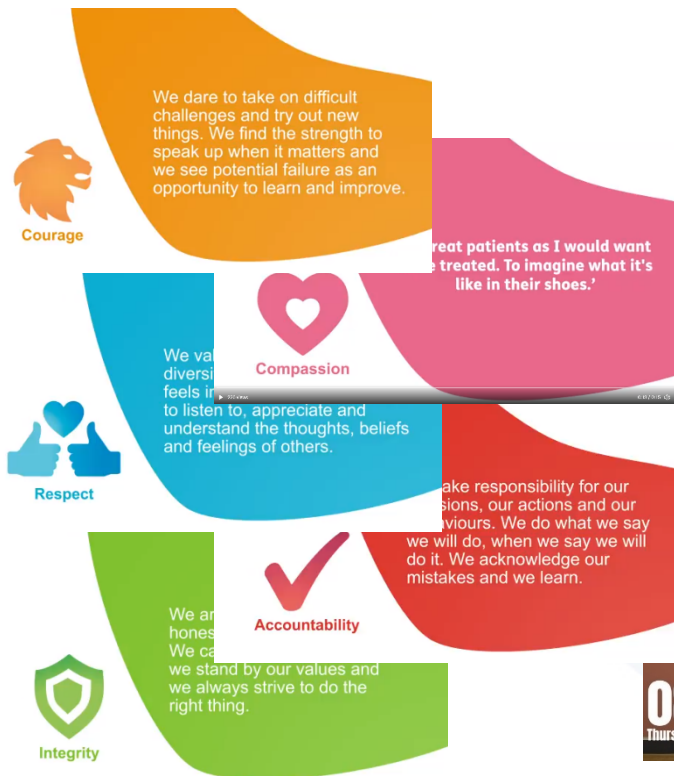 We dare to take on difficult
challenges and try out new
things. We find the strength to
speak up when it matters and
we see potential failure as an
opportunity to learn and improve.
Courage
reat patients as I would want
e treated. To imagine what it's
like in their shoes.'
Compassion
We val
diversi
feels in
to listen to, appreciate and
understand the thoughts, beliefs
and feelings of others.
Respect
ake responsibility for our
sions, our actions and our
aviours. We do what we say
we will do, when we say we will
do it. We acknowledge our
mistakes and we learn.
Accountability
We ar
hones
We ca
we stand by our values and
we always strive to do the
right thing.
Integrity
Thurs